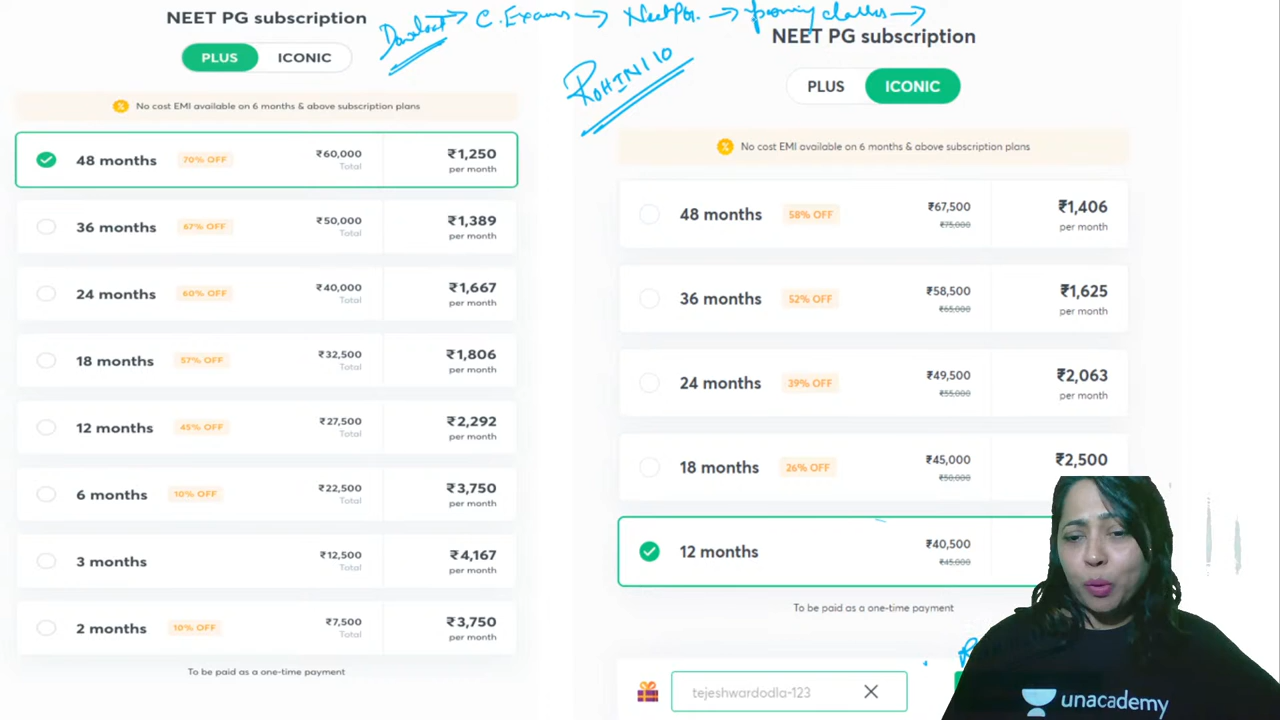 NEET PG subscription
PLUS
ICONIC
No cost EMI available on 6 months & above subscription plans
48 months 70% OFF ₹60,000 Total ₹1,250 per month
36 months 67% OFF ₹50,000 Total ₹1,389 per month
24 months 60% OFF ₹40,000 Total ₹1,667 per month
18 months 57% OFF ₹32,500 Total ₹1,806 per month
12 months 45% OFF ₹27,500 Total ₹2,292 per month
6 months 10% OFF ₹22,500 Total ₹3,750 per month
3 months ₹12,500 Total ₹4,167 per month
2 months 10% OFF ₹7,500 Total ₹3,750 per month
To be paid as a one-time payment
C. Exams
ROHINI10
NEET PG subscription
PLUS
ICONIC
No cost EMI available on 6 months & above subscription plans
48 months 58% OFF ₹67,500 ₹75,000 ₹1,406 per month
36 months 52% OFF ₹58,500 ₹65,000 ₹1,625 per month
24 months 39% OFF ₹49,500 ₹55,000 ₹2,063 per month
18 months 26% OFF ₹45,000 ₹50,000 ₹2,500
12 months ₹40,500 ₹45,000
To be paid as a one-time payment
tejeshwardodla-123
unacademy